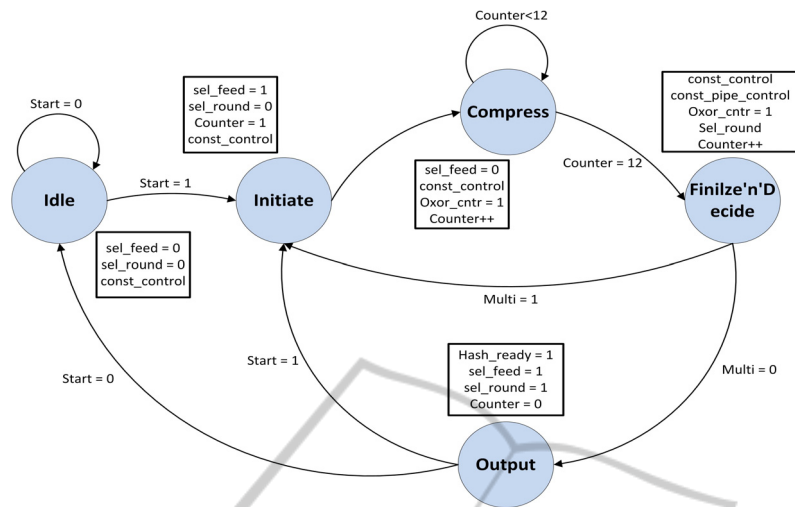 Counter<12
Compress
sel_feed = 1
sel_round = 0
Counter = 1
const_control
const_control
const_pipe_control
Oxor_cntr = 1
Sel_round
Counter++
Start = 0
sel_feed = 0
const_control
Oxor_cntr = 1
Counter++
Counter = 12
Idle
Start = 1
Initiate
Finilze'n'D
ecide
sel_feed = 0
sel_round = 0
const_control
Multi = 1
Start = 0
Start = 1
Hash_ready = 1
sel_feed = 1
sel_round = 1
Counter = 0
Multi = 0
Output